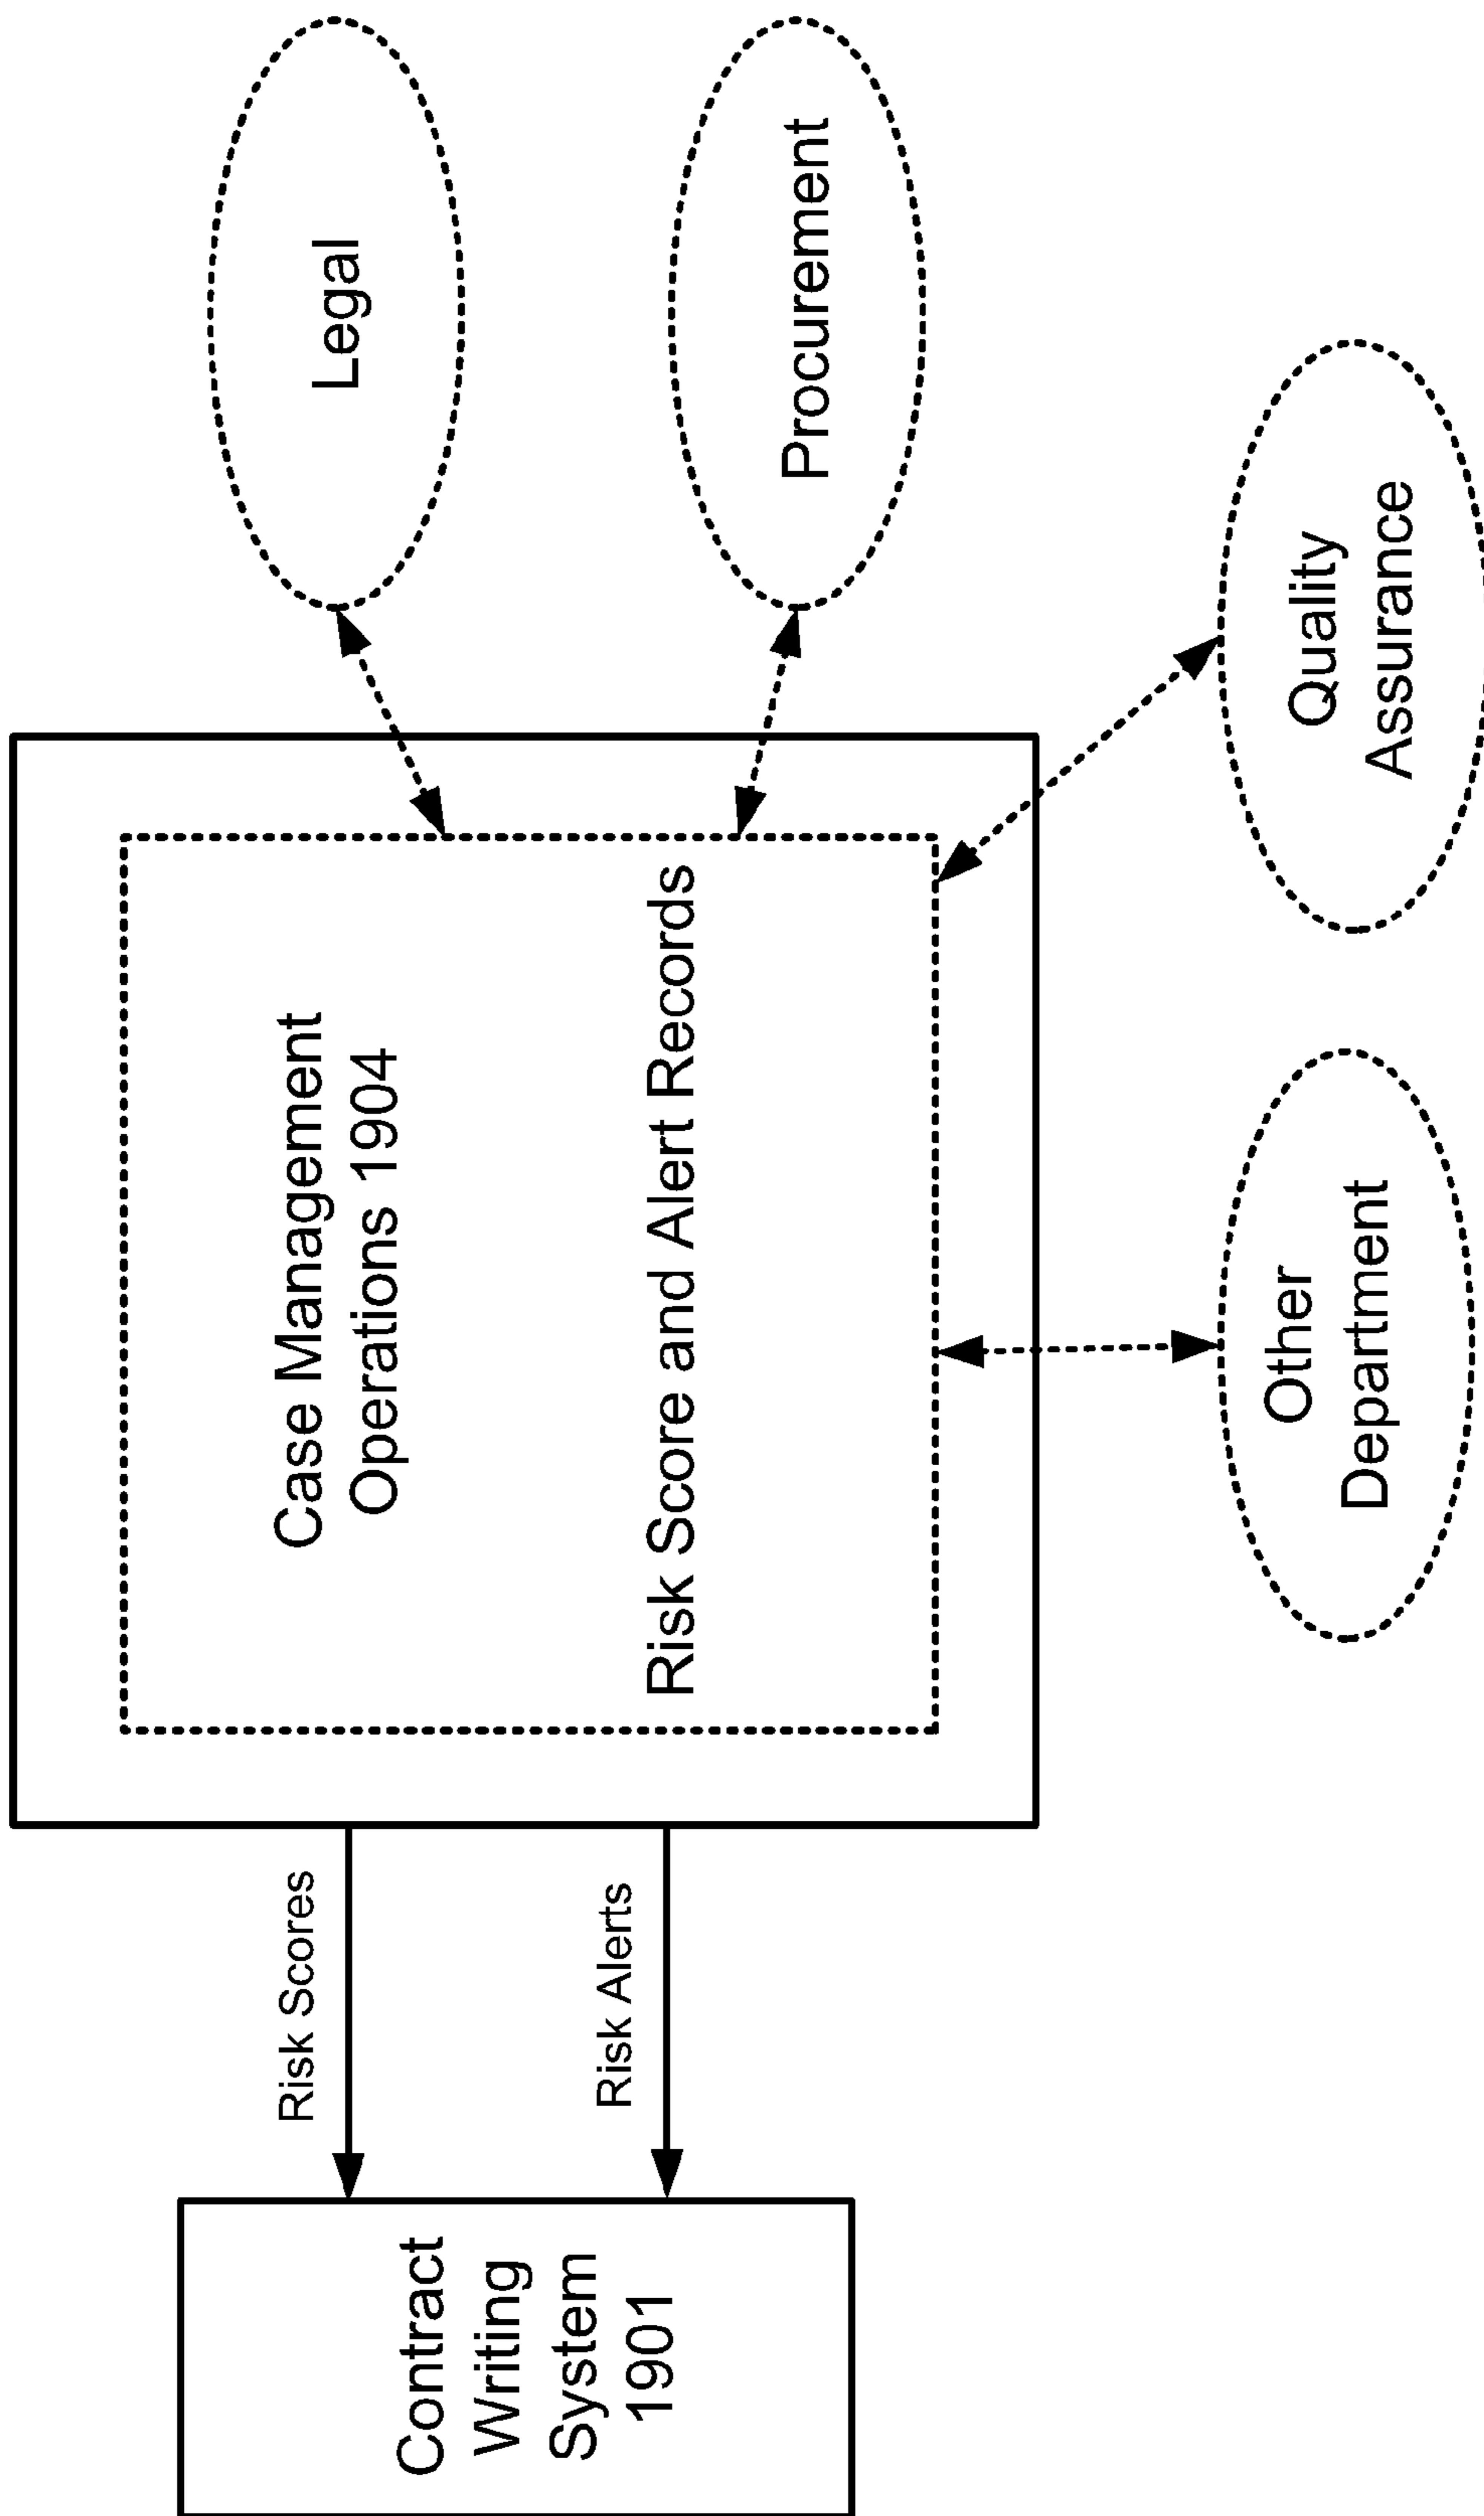 Contract
Writing
System
1901
Risk Scores
Risk Alerts
Case Management
Operations 1904
Risk Score and Alert Records
Legal
Procurement
Quality
Assurance
Other
Department